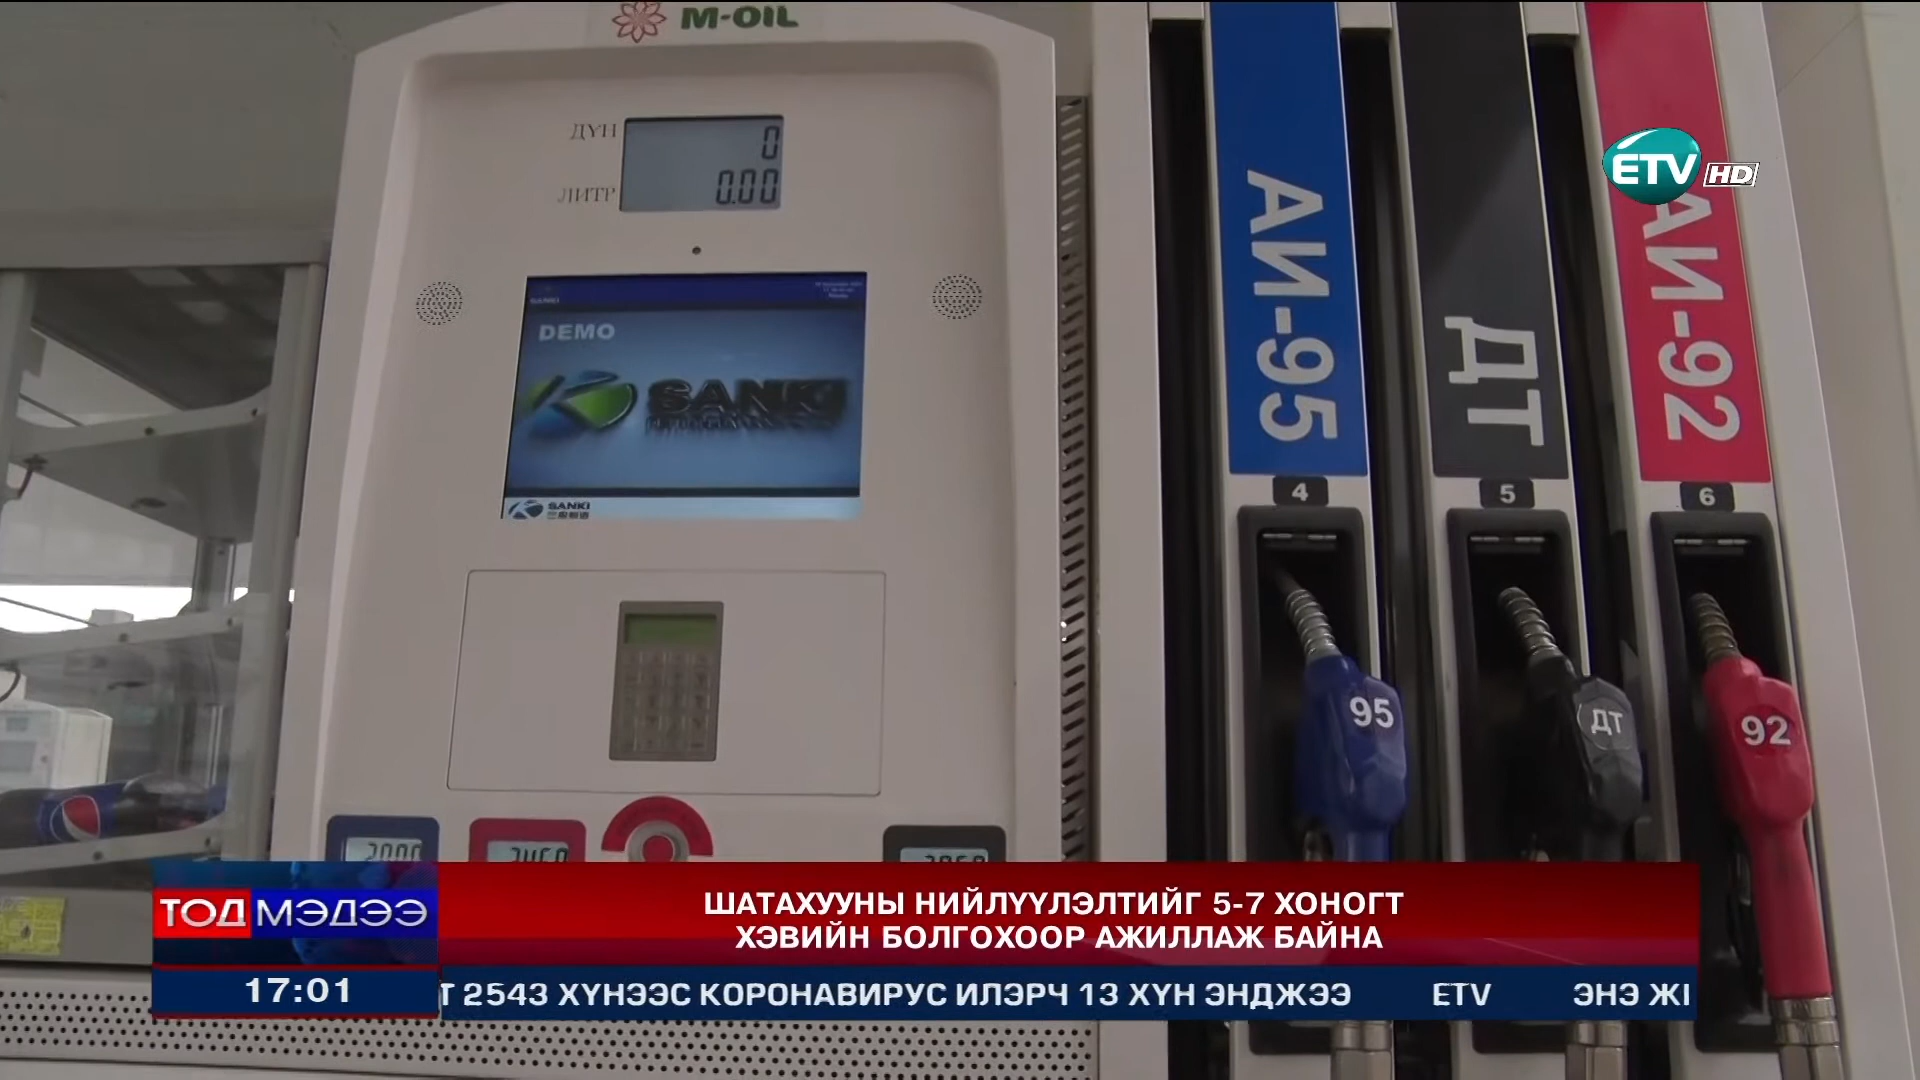 M-OIL
ДҮН 0
ЛИТР 0.00
SANKI
DEMO
SANKI
SANKI
АИ-95
ДТ
АИ-92
ETV HD
4
5
6
95
ДТ
92
ТОД МЭДЭЭ
ШАТАХУУНЫ НИЙЛҮҮЛЭЛТИЙГ 5-7 ХОНОГТ
ХЭВИЙН БОЛГОХООР АЖИЛЛАЖ БАЙНА
17:01
Т 2543 ХҮНЭЭС КОРОНАВИРУС ИЛЭРЧ 13 ХҮН ЭНДЖЭЭ ETV ЭНЭ